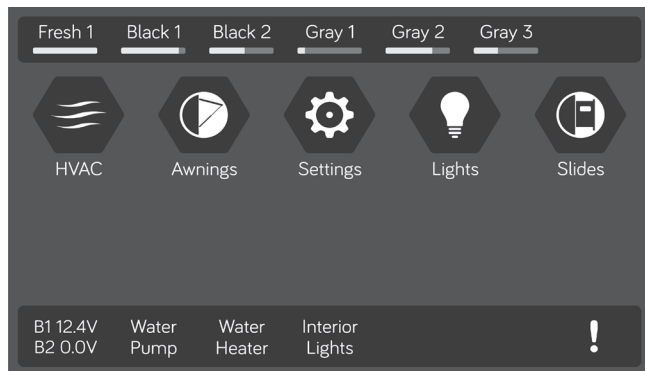 Fresh 1 Black 1 Black 2 Gray 1 Gray 2 Gray 3
HVAC Awnings Settings Lights Slides
B1 12.4V Water Water Interior
B2 0.0V Pump Heater Lights !